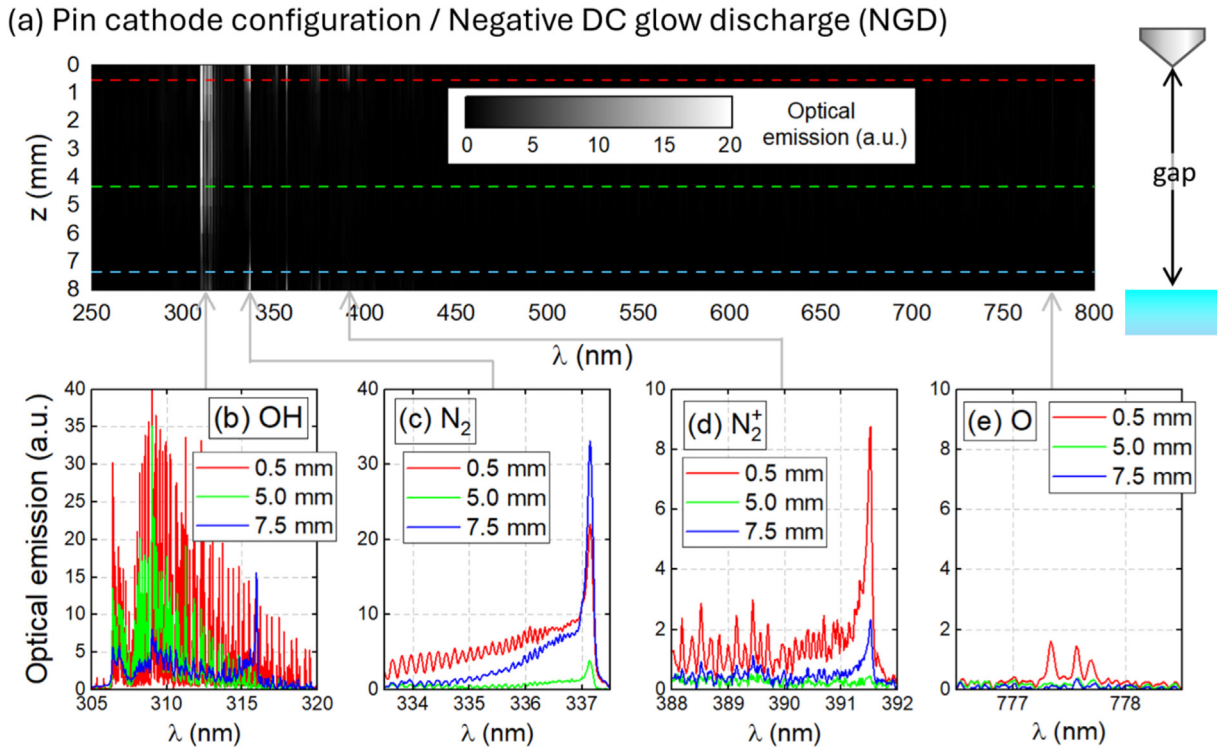 (a) Pin cathode configuration / Negative DC glow discharge (NGD)
z (mm)
0
1
2
3
4
5
6
7
8
0 5 10 15 20
Optical
emission (a.u.)
gap
250 300 350 400 450 500 550 600 650 700 750 800
λ (nm)
Optical emission (a.u.)
40
35
30
25
20
15
10
5
0
(b) OH
0.5 mm
5.0 mm
7.5 mm
305 310 315 320
λ (nm)
40
30
20
10
0
(c) N₂
0.5 mm
5.0 mm
7.5 mm
334 335 336 337
λ (nm)
10
8
6
4
2
0
(d) N₂⁺
0.5 mm
5.0 mm
7.5 mm
388 389 390 391 392
λ (nm)
10
8
6
4
2
0
(e) O
0.5 mm
5.0 mm
7.5 mm
777 778
λ (nm)